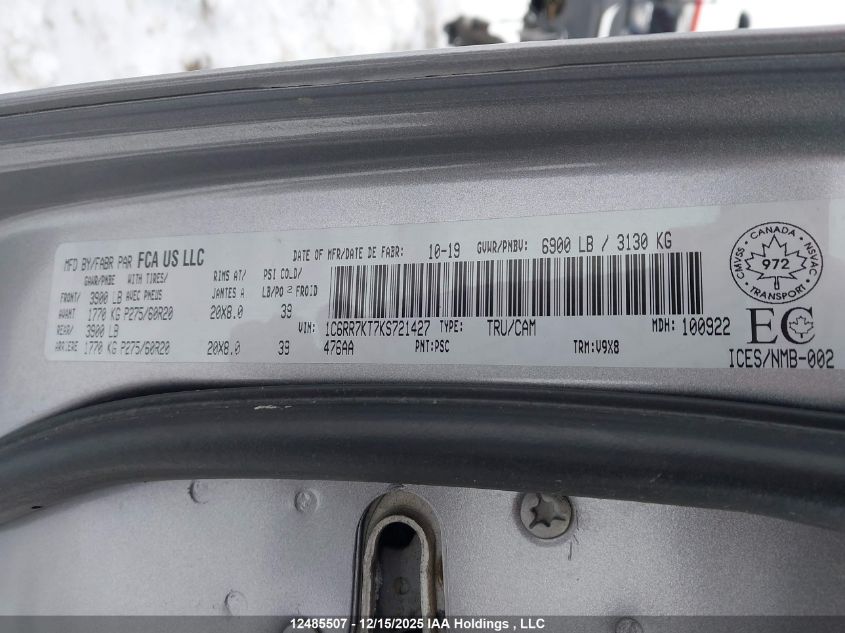 MFD BY/FABR PAR FCA US LLC DATE OF MFR/DATE DE FABR: 10-19 GVWR/PNBV: 6900 LB / 3130 KG
GAWR/PNBE WITH TIRES/ RIMS AT/ PSI COLD/
FRONT/ 3900 LB AVEC PNEUS JANTES A LB/PO² FROID
AVANT 1770 KG P275/60R20 20X8.0 39
REAR/ 3900 LB
ARRIERE 1770 KG P275/60R20 20X8.0 39
VIN: 1C6RR7KT7KS721427 TYPE: TRU/CAM MDH: 100922
476AA PNT: PSC TRM: V9X8
CANADA
CMVSS NSVAC
972
TRANSPORT
EC
ICES/NMB-002
12485507 - 12/15/2025 IAA Holdings , LLC